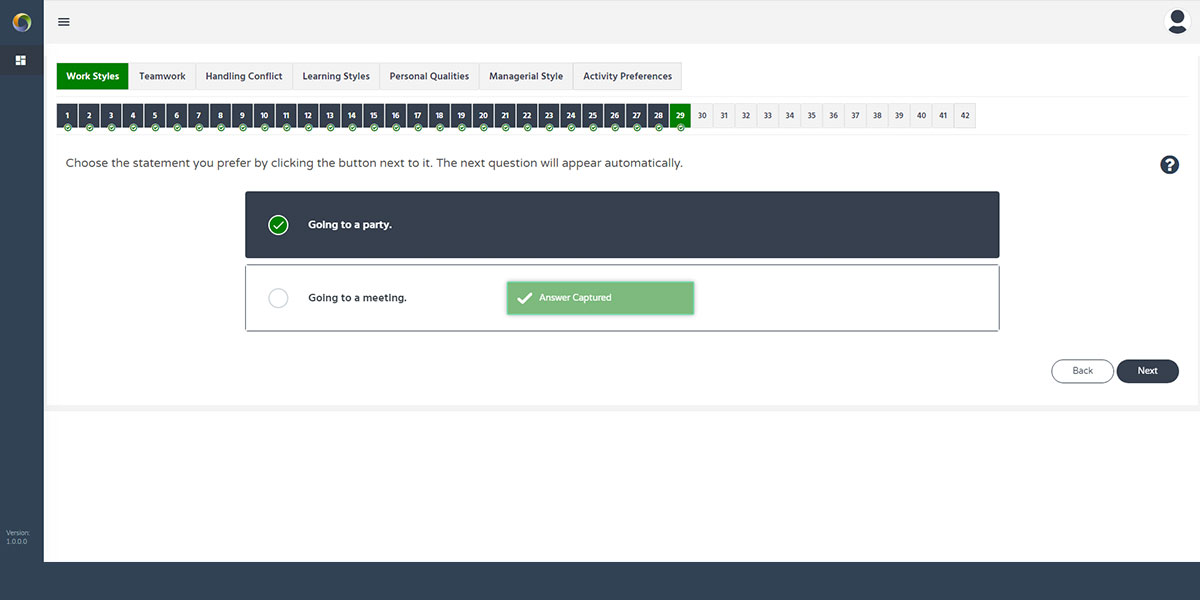 Work Styles Teamwork Handling Conflict Learning Styles Personal Qualities Managerial Style Activity Preferences
1 2 3 4 5 6 7 8 9 10 11 12 13 14 15 16 17 18 19 20 21 22 23 24 25 26 27 28 29 30 31 32 33 34 35 36 37 38 39 40 41 42
Choose the statement you prefer by clicking the button next to it. The next question will appear automatically.
?
Going to a party.
Going to a meeting.
Answer Captured
Back Next
Version:
1.0.0.0